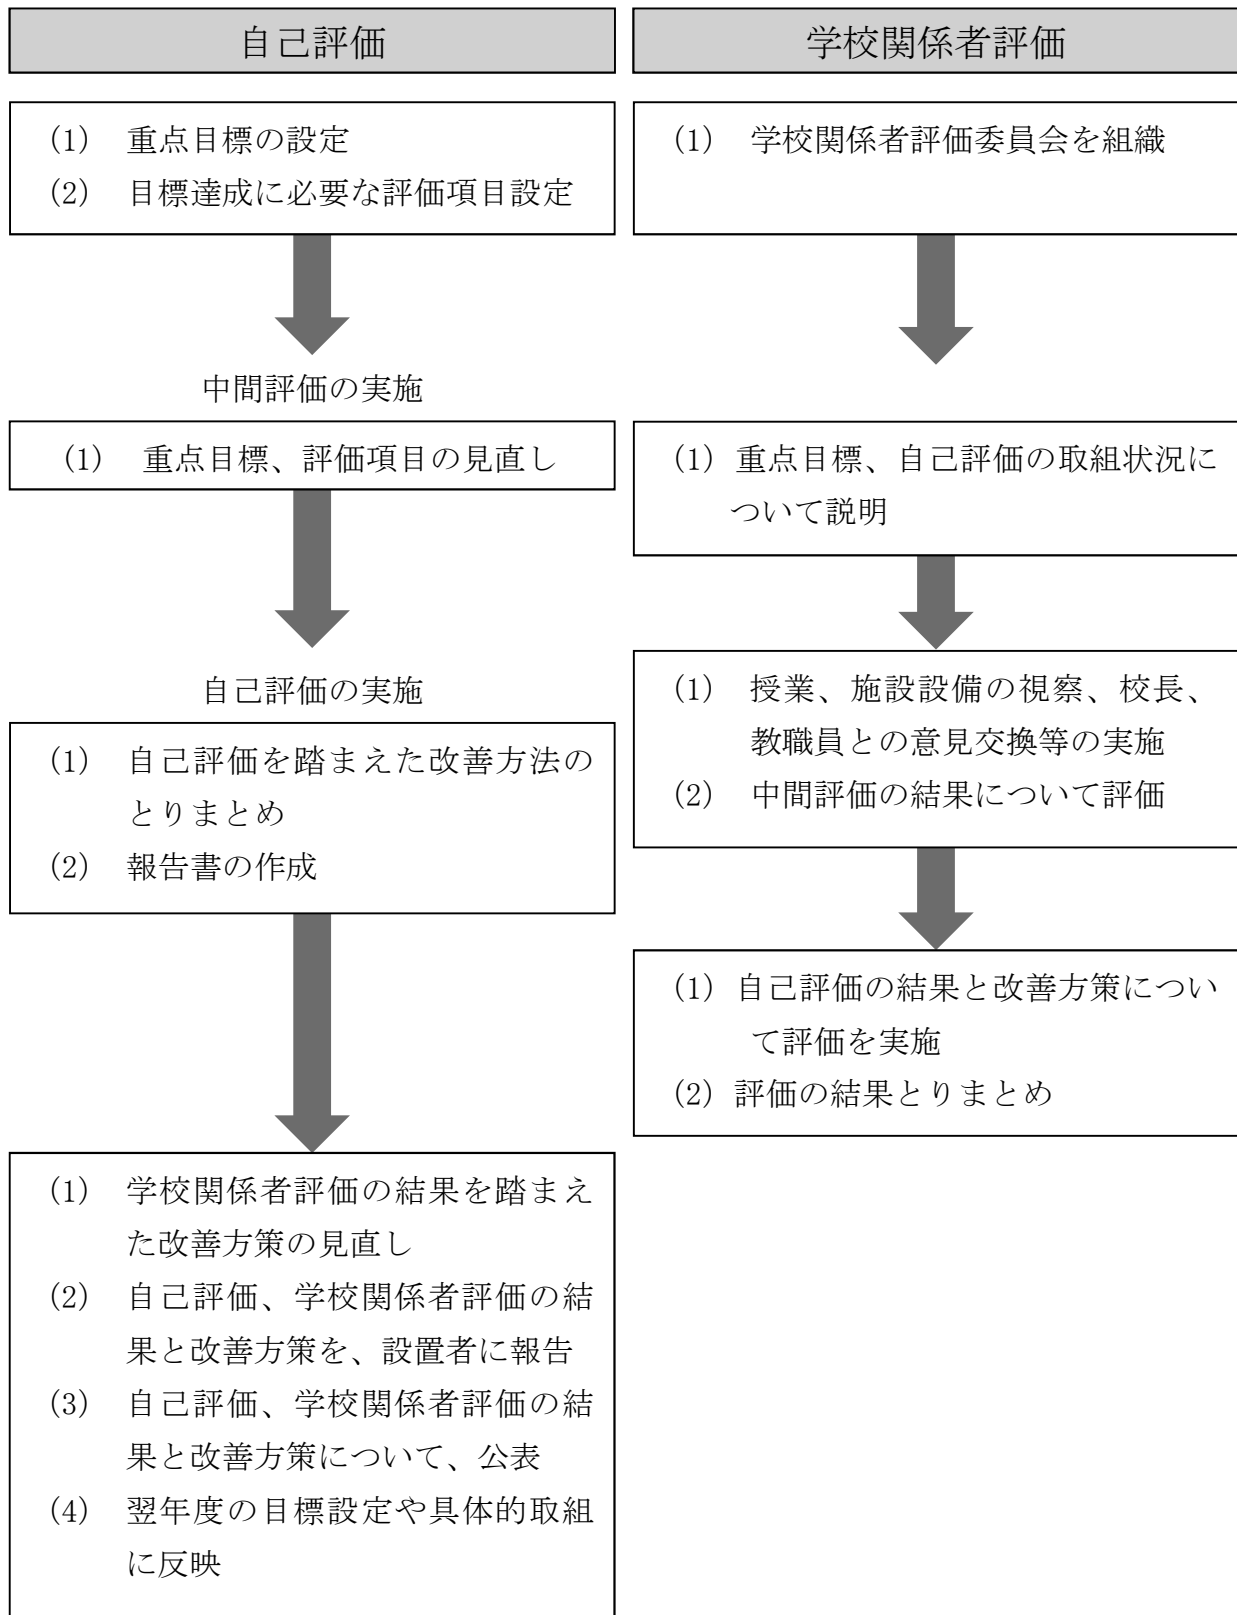 自己評価
(1) 重点目標の設定
(2) 目標達成に必要な評価項目設定
中間評価の実施
(1) 重点目標、評価項目の見直し
自己評価の実施
(1) 自己評価を踏まえた改善方法の
とりまとめ
(2) 報告書の作成
(1) 学校関係者評価の結果を踏まえ
た改善方策の見直し
(2) 自己評価、学校関係者評価の結
果と改善方策を、設置者に報告
(3) 自己評価、学校関係者評価の結
果と改善方策について、公表
(4) 翌年度の目標設定や具体的取組
に反映
学校関係者評価
(1) 学校関係者評価委員会を組織
(1) 重点目標、自己評価の取組状況に
ついて説明
(1) 授業、施設設備の視察、校長、
教職員との意見交換等の実施
(2) 中間評価の結果について評価
(1) 自己評価の結果と改善方策につい
て評価を実施
(2) 評価の結果とりまとめ